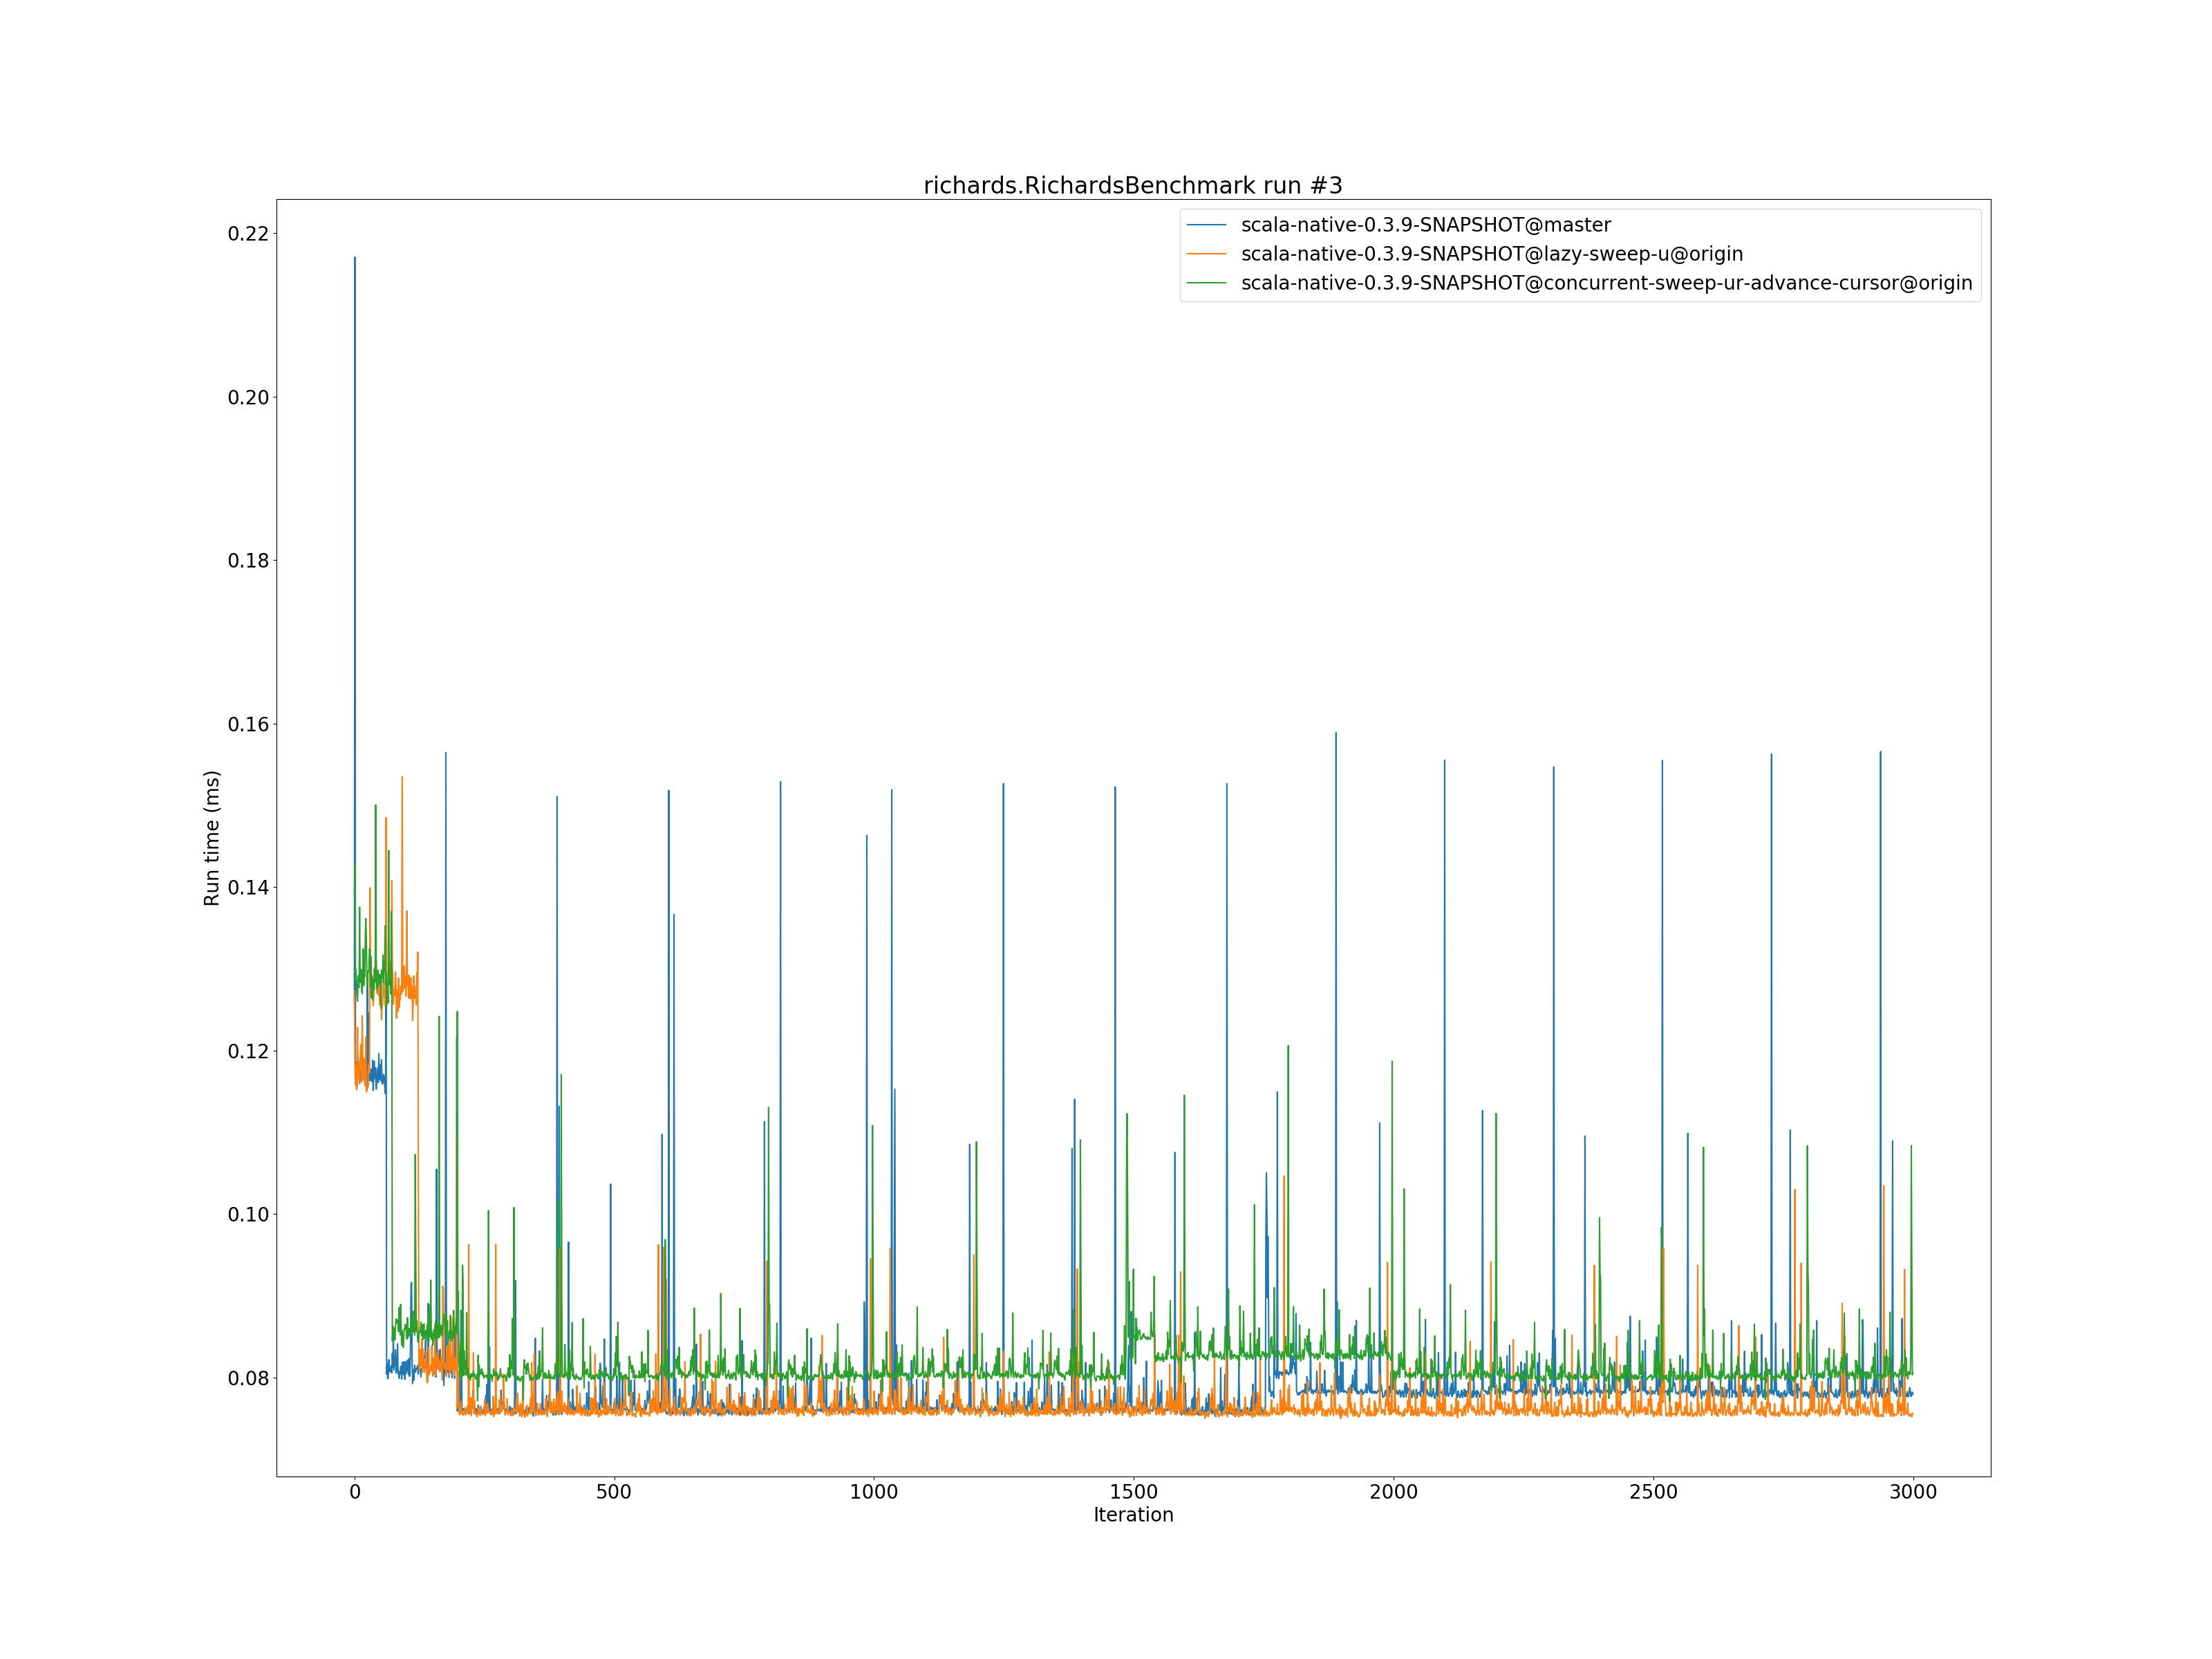 richards.RichardsBenchmark run #3
scala-native-0.3.9-SNAPSHOT@master
scala-native-0.3.9-SNAPSHOT@lazy-sweep-u@origin
scala-native-0.3.9-SNAPSHOT@concurrent-sweep-ur-advance-cursor@origin
Run time (ms)
0.22
0.20
0.18
0.16
0.14
0.12
0.10
0.08
0 500 1000 1500 2000 2500 3000
Iteration